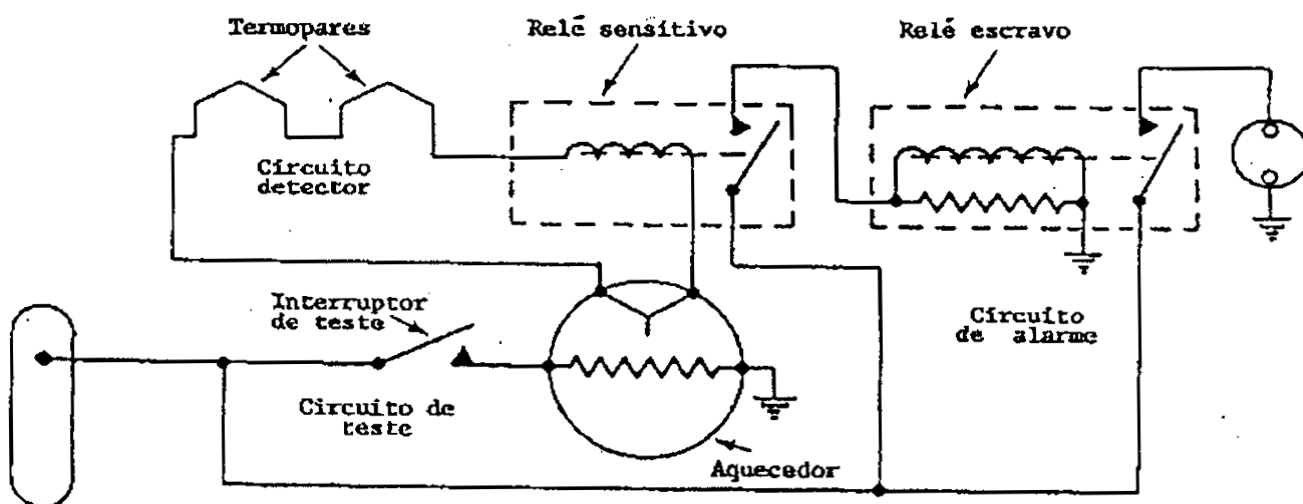 Termopares
Relé sensitivo
Relé escravo
Circuito
detector
Interruptor
de teste
Circuito
de alarme
Circuito de
teste
Aquecedor